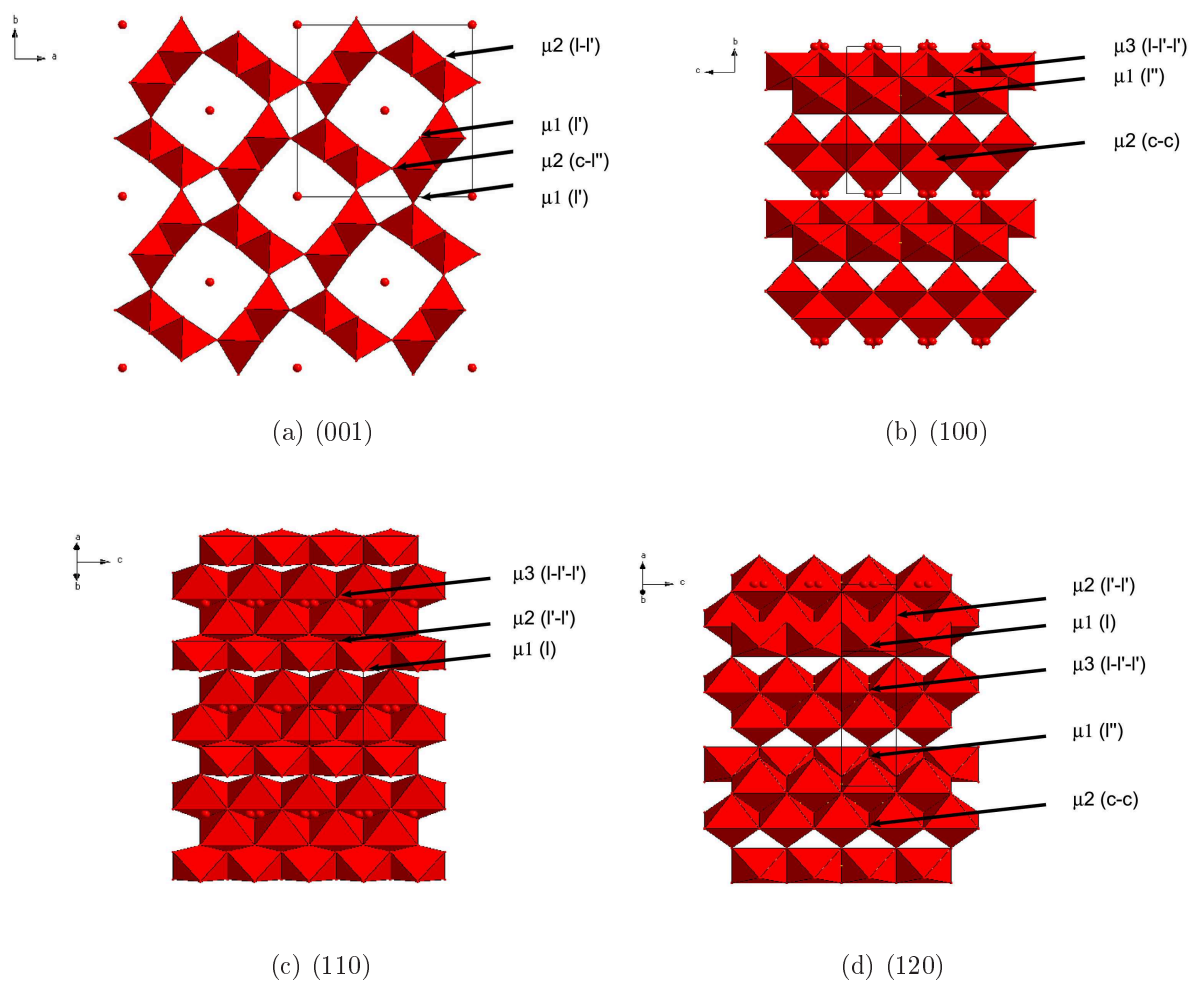 b
a
μ2 (l-l')
μ1 (l')
μ2 (c-l'')
μ1 (l')
(a) (001)
b
c
μ3 (l-l'-l')
μ1 (l'')
μ2 (c-c)
(b) (100)
a
c
b
μ3 (l-l'-l')
μ2 (l'-l')
μ1 (l)
(c) (110)
a
c
b
μ2 (l'-l')
μ1 (l)
μ3 (l-l'-l')
μ1 (l'')
μ2 (c-c)
(d) (120)